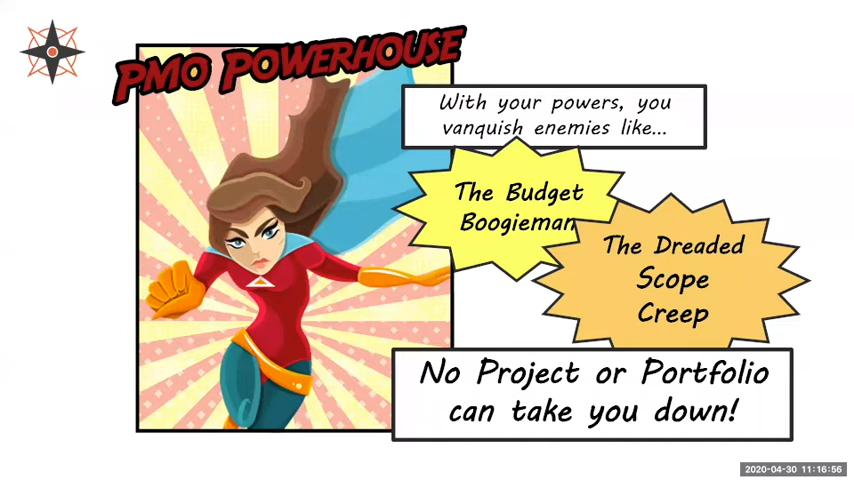 PMO POWERHOUSE
With your powers, you
vanquish enemies like...
The Budget
Boogieman
The Dreaded
Scope
Creep
No Project or Portfolio
can take you down!
2020-04-30 11:16:56